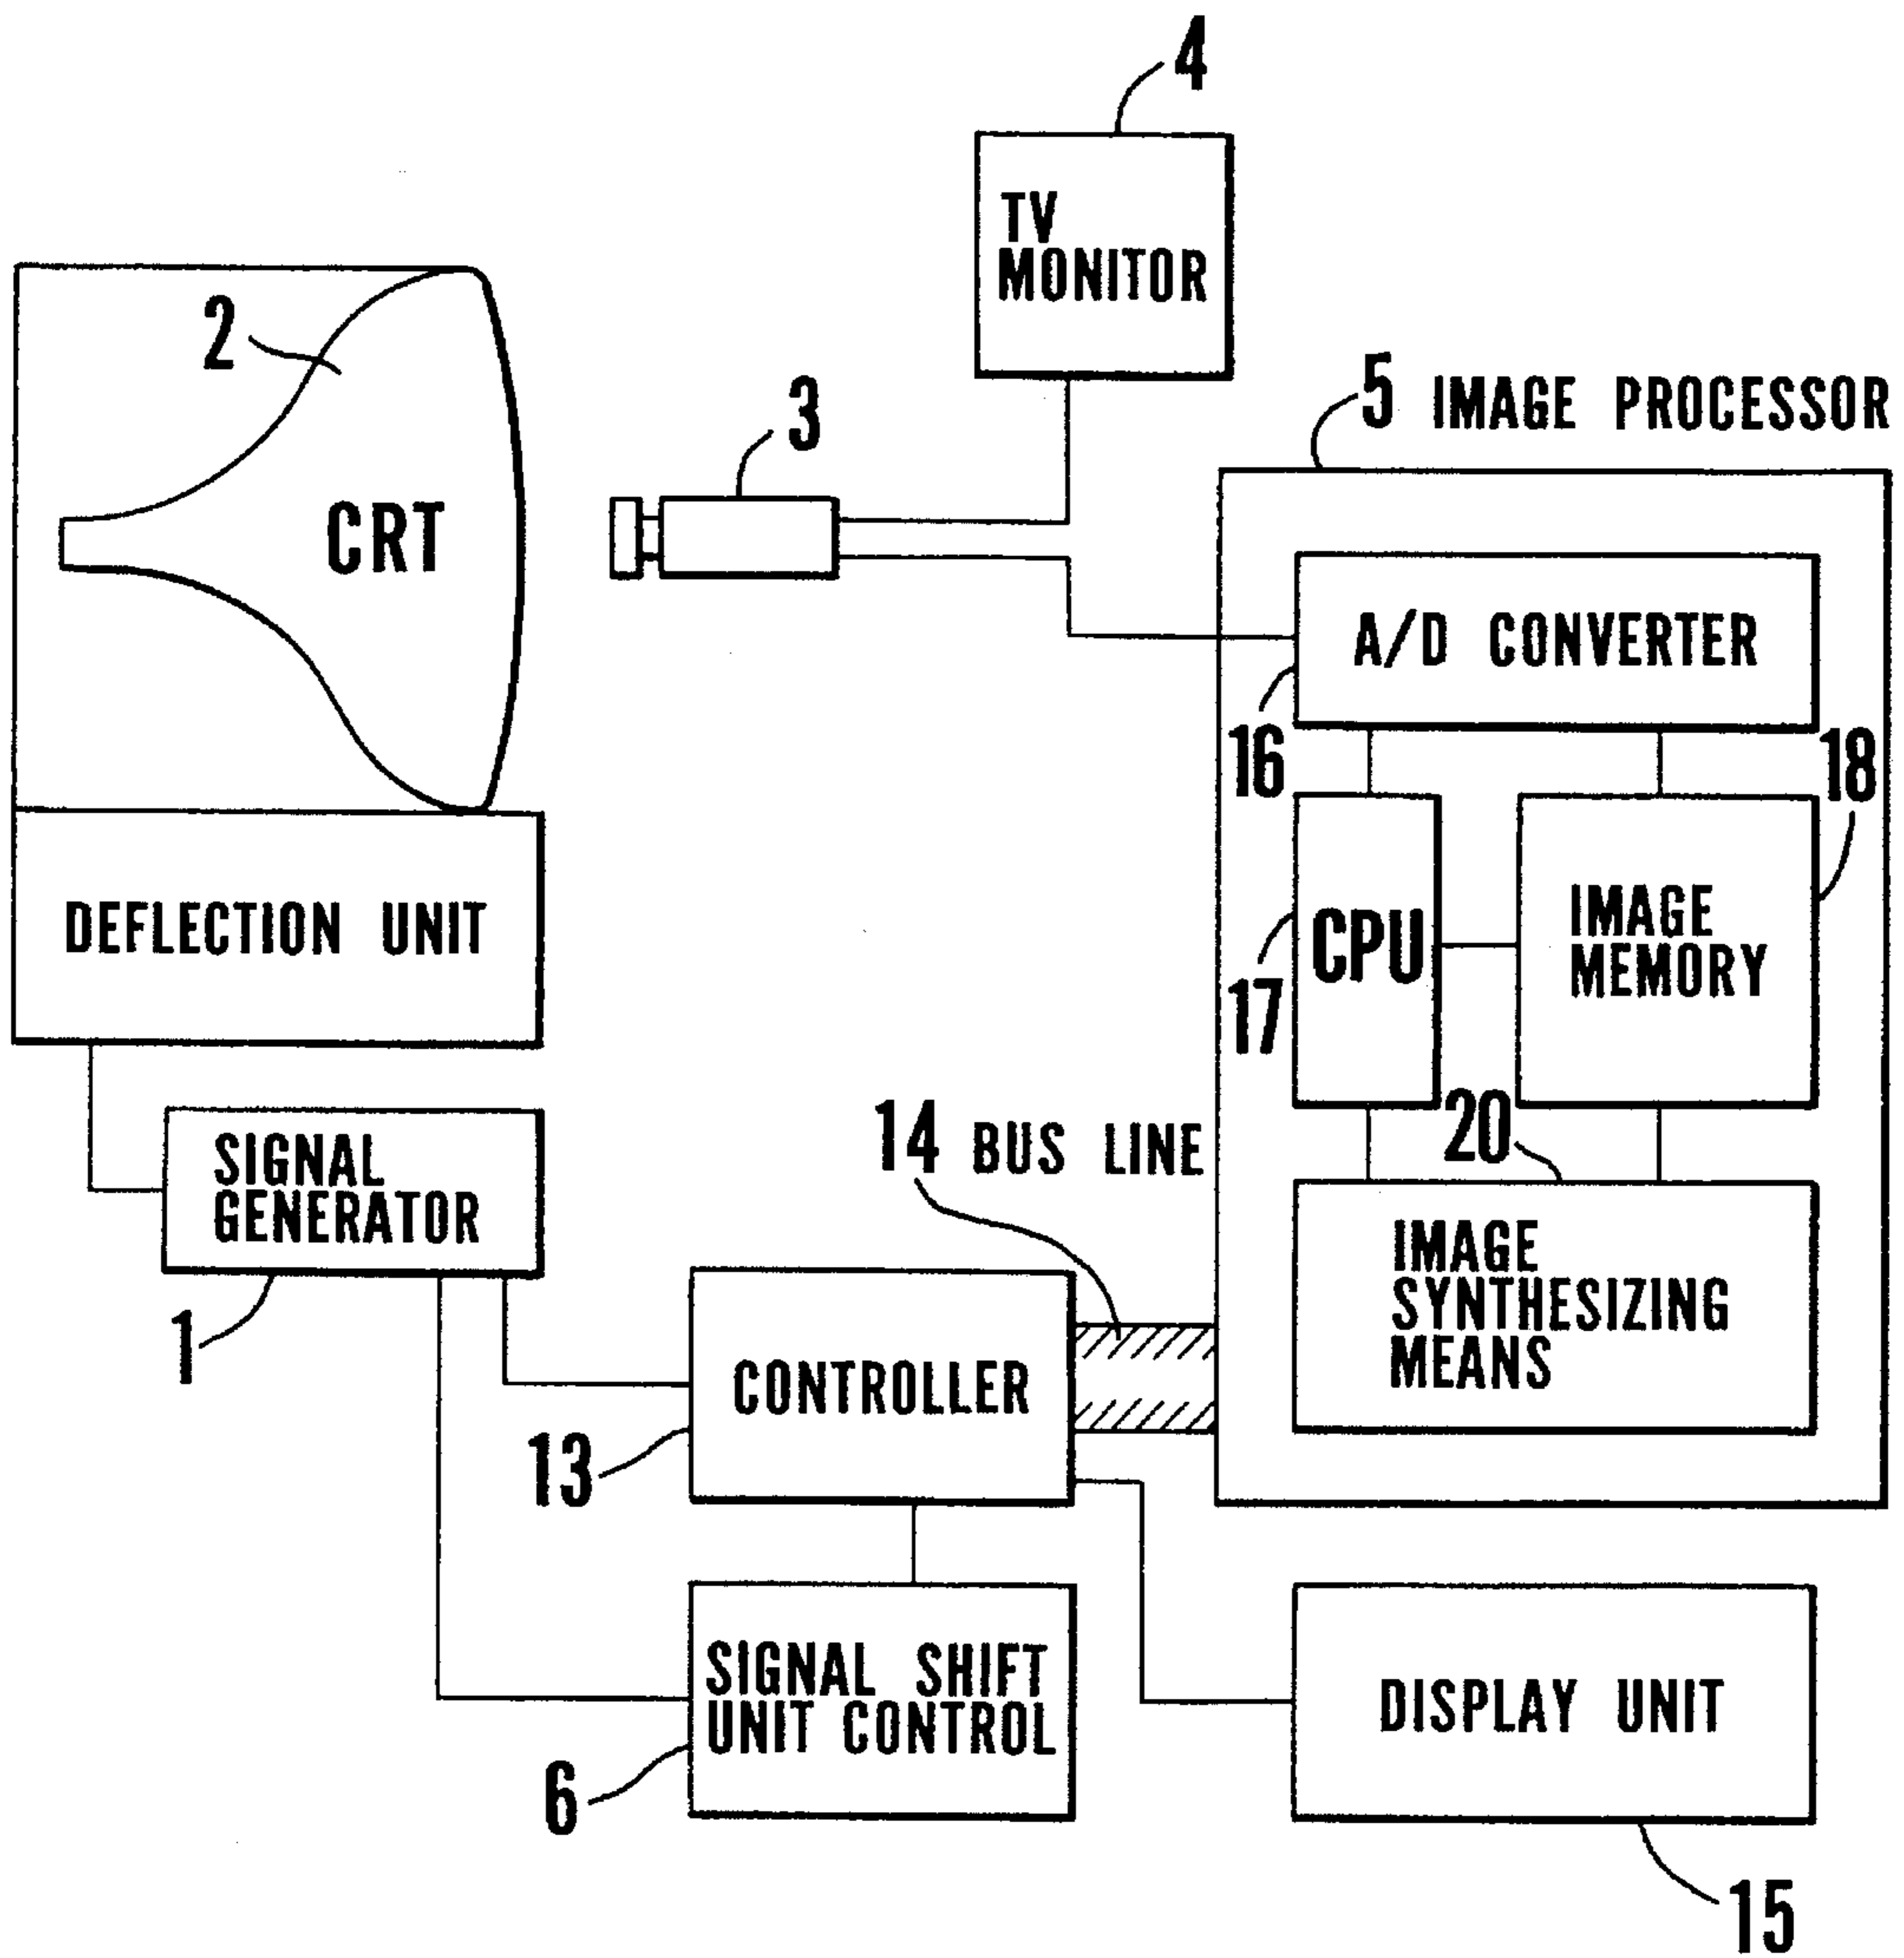 4
TV
MONITOR
2
CRT
3
5 IMAGE PROCESSOR
A/D CONVERTER
16
18
DEFLECTION UNIT
CPU
IMAGE
MEMORY
17
SIGNAL
GENERATOR
1
14 BUS LINE
20
IMAGE
SYNTHESIZING
MEANS
CONTROLLER
13
SIGNAL SHIFT
UNIT CONTROL
6
DISPLAY UNIT
15